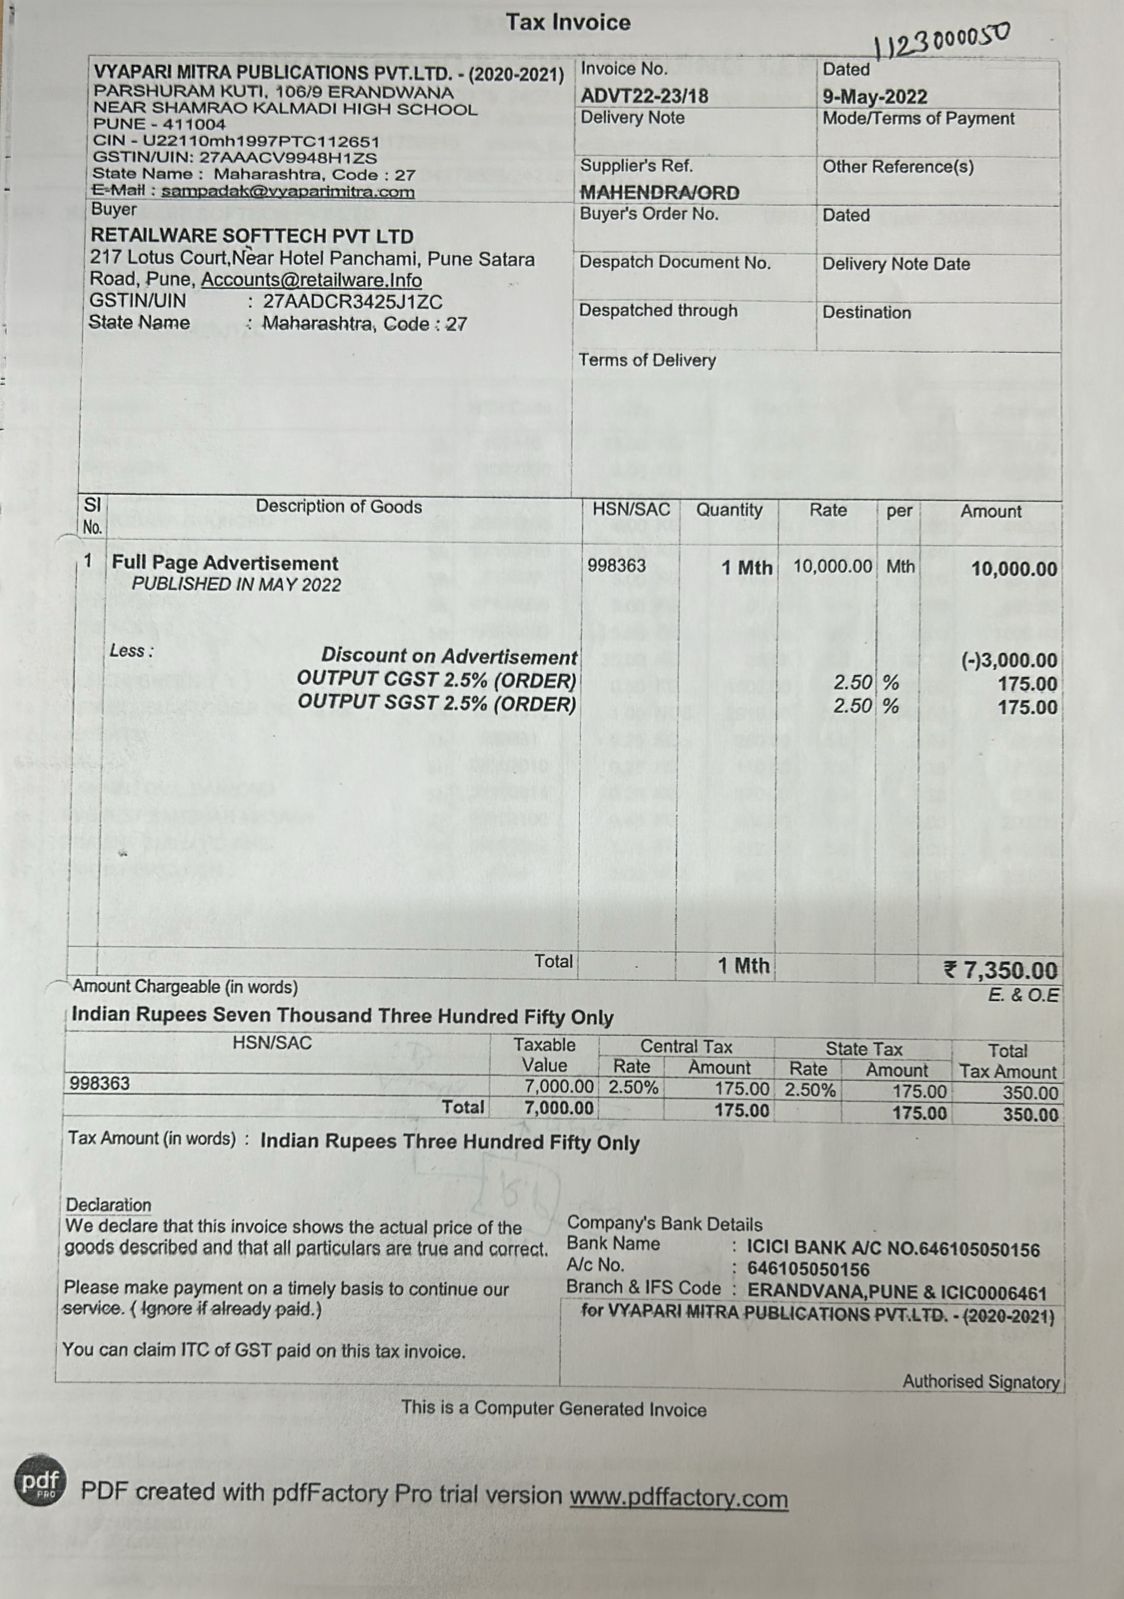 Tax Invoice
1123000050
VYAPARI MITRA PUBLICATIONS PVT.LTD. - (2020-2021)
PARSHURAM KUTI, 106/9 ERANDWANA
NEAR SHAMRAO KALMADI HIGH SCHOOL
PUNE - 411004
CIN - U22110mh1997PTC112651
GSTIN/UIN: 27AAACV9948H1ZS
State Name : Maharashtra, Code : 27
E-Mail : sampadak@vyaparimitra.com
Invoice No.
ADVT22-23/18
Dated
9-May-2022
Delivery Note
Mode/Terms of Payment
Supplier's Ref.
MAHENDRA/ORD
Other Reference(s)
Buyer
RETAILWARE SOFTTECH PVT LTD
217 Lotus Court,Near Hotel Panchami, Pune Satara
Road, Pune, Accounts@retailware.Info
GSTIN/UIN : 27AADCR3425J1ZC
State Name : Maharashtra, Code : 27
Buyer's Order No.
Dated
Despatch Document No.
Delivery Note Date
Despatched through
Destination
Terms of Delivery
SI No. Description of Goods HSN/SAC Quantity Rate per Amount
1 Full Page Advertisement 998363 1 Mth 10,000.00 Mth 10,000.00
PUBLISHED IN MAY 2022
Less : Discount on Advertisement (-)3,000.00
OUTPUT CGST 2.5% (ORDER) 2.50 % 175.00
OUTPUT SGST 2.5% (ORDER) 2.50 % 175.00
Total 1 Mth ₹ 7,350.00
Amount Chargeable (in words) E. & O.E
Indian Rupees Seven Thousand Three Hundred Fifty Only
HSN/SAC Taxable Value Central Tax State Tax Total Tax Amount
Rate Amount Rate Amount
998363 7,000.00 2.50% 175.00 2.50% 175.00 350.00
Total 7,000.00 175.00 175.00 350.00
Tax Amount (in words) : Indian Rupees Three Hundred Fifty Only
Declaration
We declare that this invoice shows the actual price of the
goods described and that all particulars are true and correct.
Please make payment on a timely basis to continue our
service. ( Ignore if already paid.)
You can claim ITC of GST paid on this tax invoice.
Company's Bank Details
Bank Name : ICICI BANK A/C NO.646105050156
A/c No. : 646105050156
Branch & IFS Code : ERANDVANA,PUNE & ICIC0006461
for VYAPARI MITRA PUBLICATIONS PVT.LTD. - (2020-2021)
Authorised Signatory
This is a Computer Generated Invoice
pdf PRO
PDF created with pdfFactory Pro trial version www.pdffactory.com